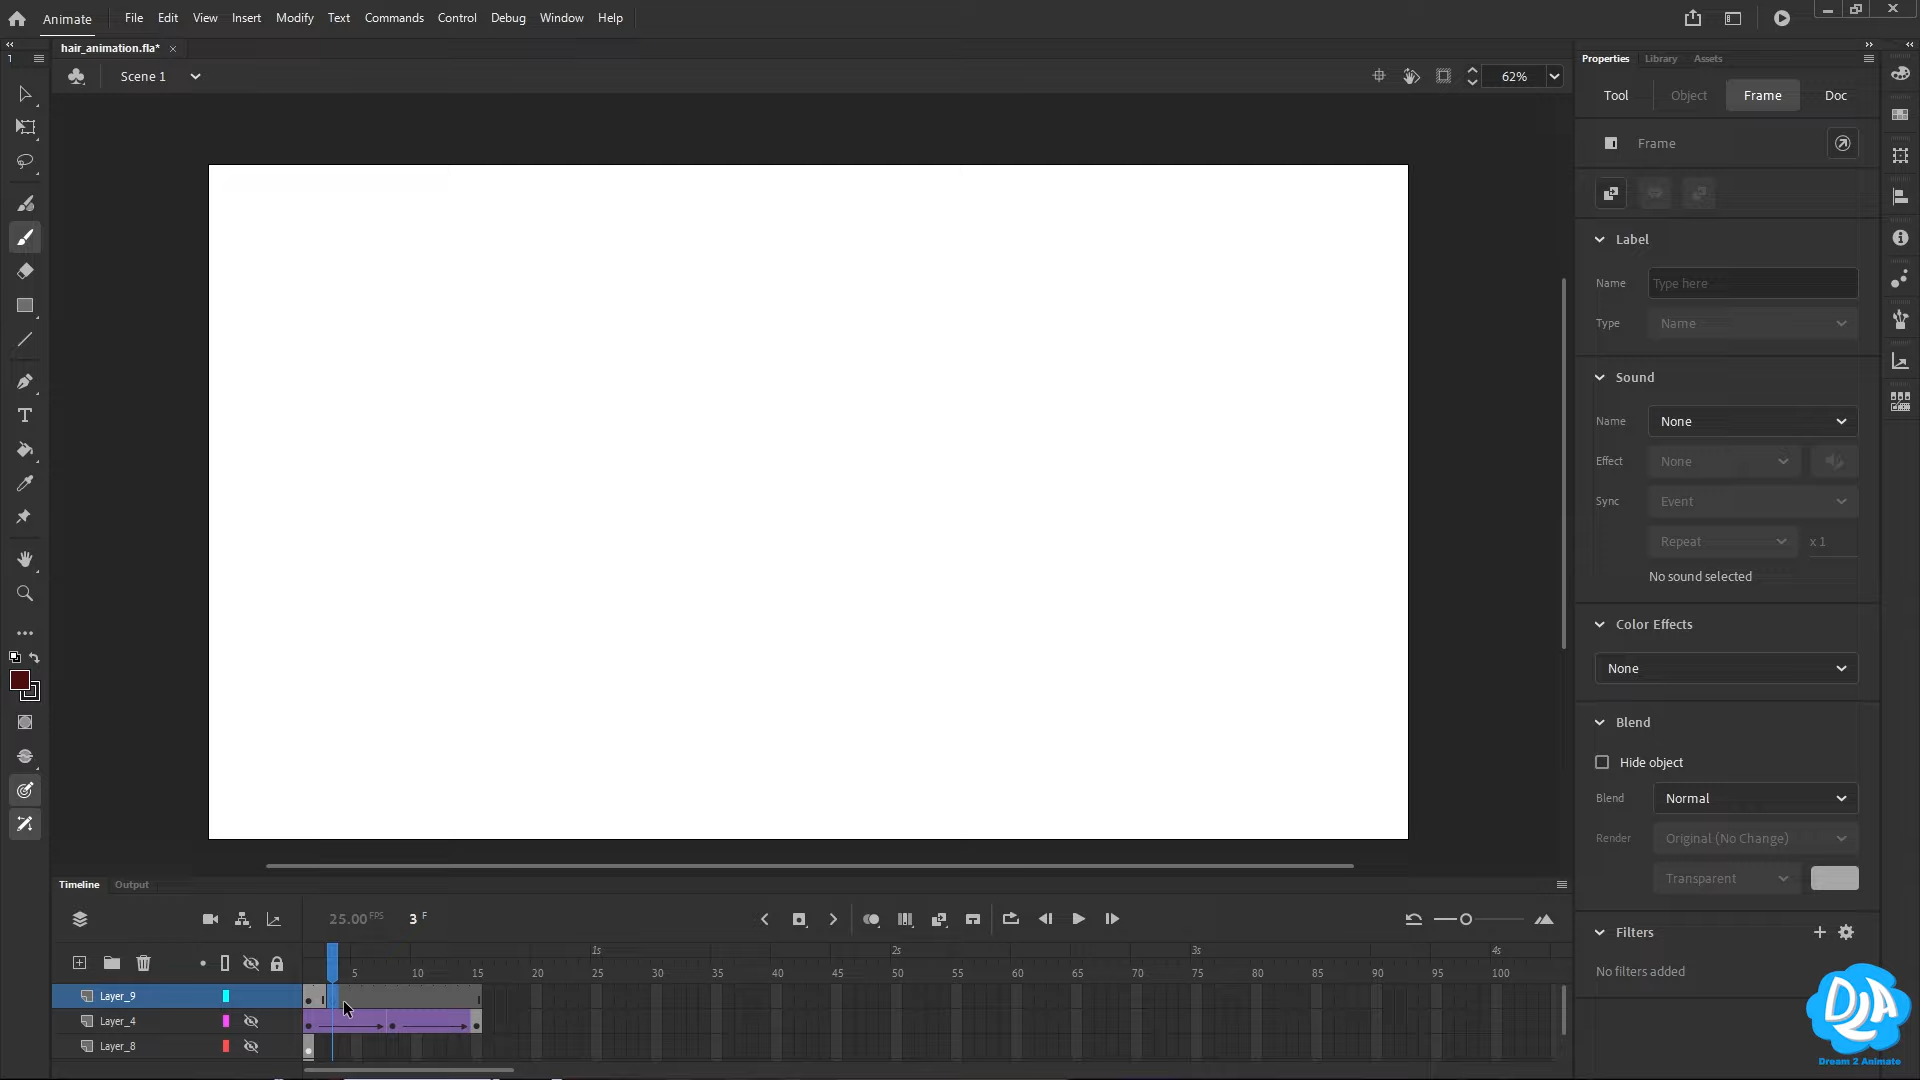 Animate File Edit View Insert Modify Text Commands Control Debug Window Help
hair_animation.fla*
Scene 1
62%
Properties Library Assets
Tool Object Frame Doc
Frame
Label
Name Type here
Type Name
Sound
Name None
Effect None
Sync Event
Repeat x 1
No sound selected
Color Effects
None
Blend
Hide object
Blend Normal
Render Original (No Change)
Transparent
Filters
No filters added
Timeline Output
25.00 FPS 3 F
1s 2s 3s 4s
5 10 15 20 25 30 35 40 45 50 55 60 65 70 75 80 85 90 95 100
Layer_9
Layer_4
Layer_8
D2A
Dream 2 Animate